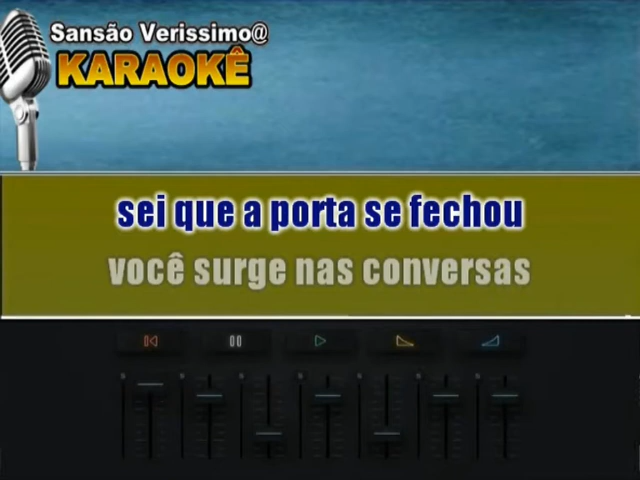 Sansão Verissimo@
KARAOKÊ
sei que a porta se fechou
você surge nas conversas